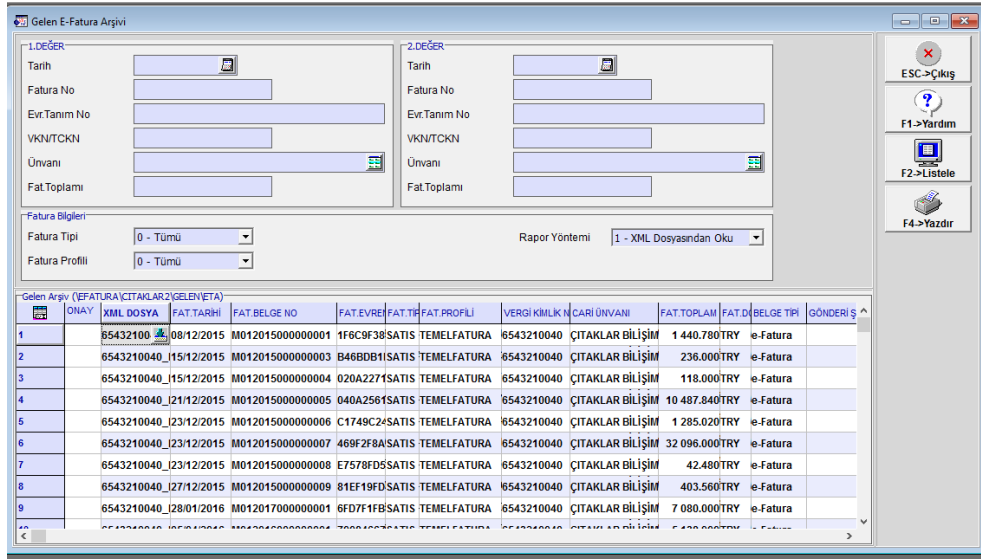 Gelen E-Fatura Arşivi
1.DEĞER
Tarih
Fatura No
Evr.Tanım No
VKN/TCKN
Ünvanı
Fat.Toplamı
2.DEĞER
Tarih
Fatura No
Evr.Tanım No
VKN/TCKN
Ünvanı
Fat.Toplamı
ESC->Çıkış
F1->Yardım
F2->Listele
F4->Yazdır
Fatura Bilgileri
Fatura Tipi 0 - Tümü Rapor Yöntemi 1 - XML Dosyasından Oku
Fatura Profili 0 - Tümü
Gelen Arşiv (\EFATURA\CITAKLAR2\GELEN\ETA)
ONAY XML DOSYA FAT.TARİHİ FAT.BELGE NO FAT.EVREN FAT.TİP FAT.PROFİLİ VERGİ KİMLİK N CARİ ÜNVANI FAT.TOPLAM FAT.DÖ BELGE TİPİ GÖNDERİ Ş
1 65432100 08/12/2015 M012015000000001 1F6C9F38 SATIS TEMELFATURA 6543210040 ÇITAKLAR BİLİŞİM 1 440.780 TRY e-Fatura
2 6543210040_ 15/12/2015 M012015000000003 B46BDB1 SATIS TEMELFATURA 6543210040 ÇITAKLAR BİLİŞİM 236.000 TRY e-Fatura
3 6543210040_ 15/12/2015 M012015000000004 020A2271 SATIS TEMELFATURA 6543210040 ÇITAKLAR BİLİŞİM 118.000 TRY e-Fatura
4 6543210040_ 21/12/2015 M012015000000005 040A2561 SATIS TEMELFATURA 6543210040 ÇITAKLAR BİLİŞİM 10 487.840 TRY e-Fatura
5 6543210040_ 23/12/2015 M012015000000006 C1749C24 SATIS TEMELFATURA 6543210040 ÇITAKLAR BİLİŞİM 1 285.020 TRY e-Fatura
6 6543210040_ 23/12/2015 M012015000000007 469F2F8A SATIS TEMELFATURA 6543210040 ÇITAKLAR BİLİŞİM 32 096.000 TRY e-Fatura
7 6543210040_ 23/12/2015 M012015000000008 E7578FD5 SATIS TEMELFATURA 6543210040 ÇITAKLAR BİLİŞİM 42.480 TRY e-Fatura
8 6543210040_ 27/12/2015 M012015000000009 81EF19FD SATIS TEMELFATURA 6543210040 ÇITAKLAR BİLİŞİM 403.560 TRY e-Fatura
9 6543210040_ 28/01/2016 M012017000000001 6FD7F1FB SATIS TEMELFATURA 6543210040 ÇITAKLAR BİLİŞİM 7 080.000 TRY e-Fatura